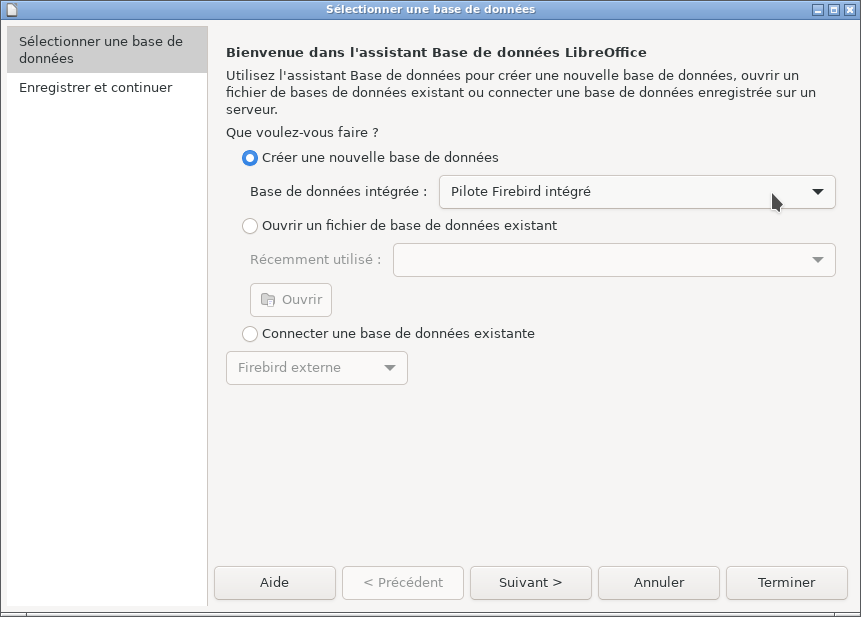 Sélectionner une base de données
Sélectionner une base de
données
Enregistrer et continuer
Bienvenue dans l'assistant Base de données LibreOffice
Utilisez l'assistant Base de données pour créer une nouvelle base de données, ouvrir un
fichier de bases de données existant ou connecter une base de données enregistrée sur un
serveur.
Que voulez-vous faire ?
Créer une nouvelle base de données
Base de données intégrée : Pilote Firebird intégré
Ouvrir un fichier de base de données existant
Récemment utilisé :
Ouvrir
Connecter une base de données existante
Firebird externe
Aide < Précédent Suivant > Annuler Terminer